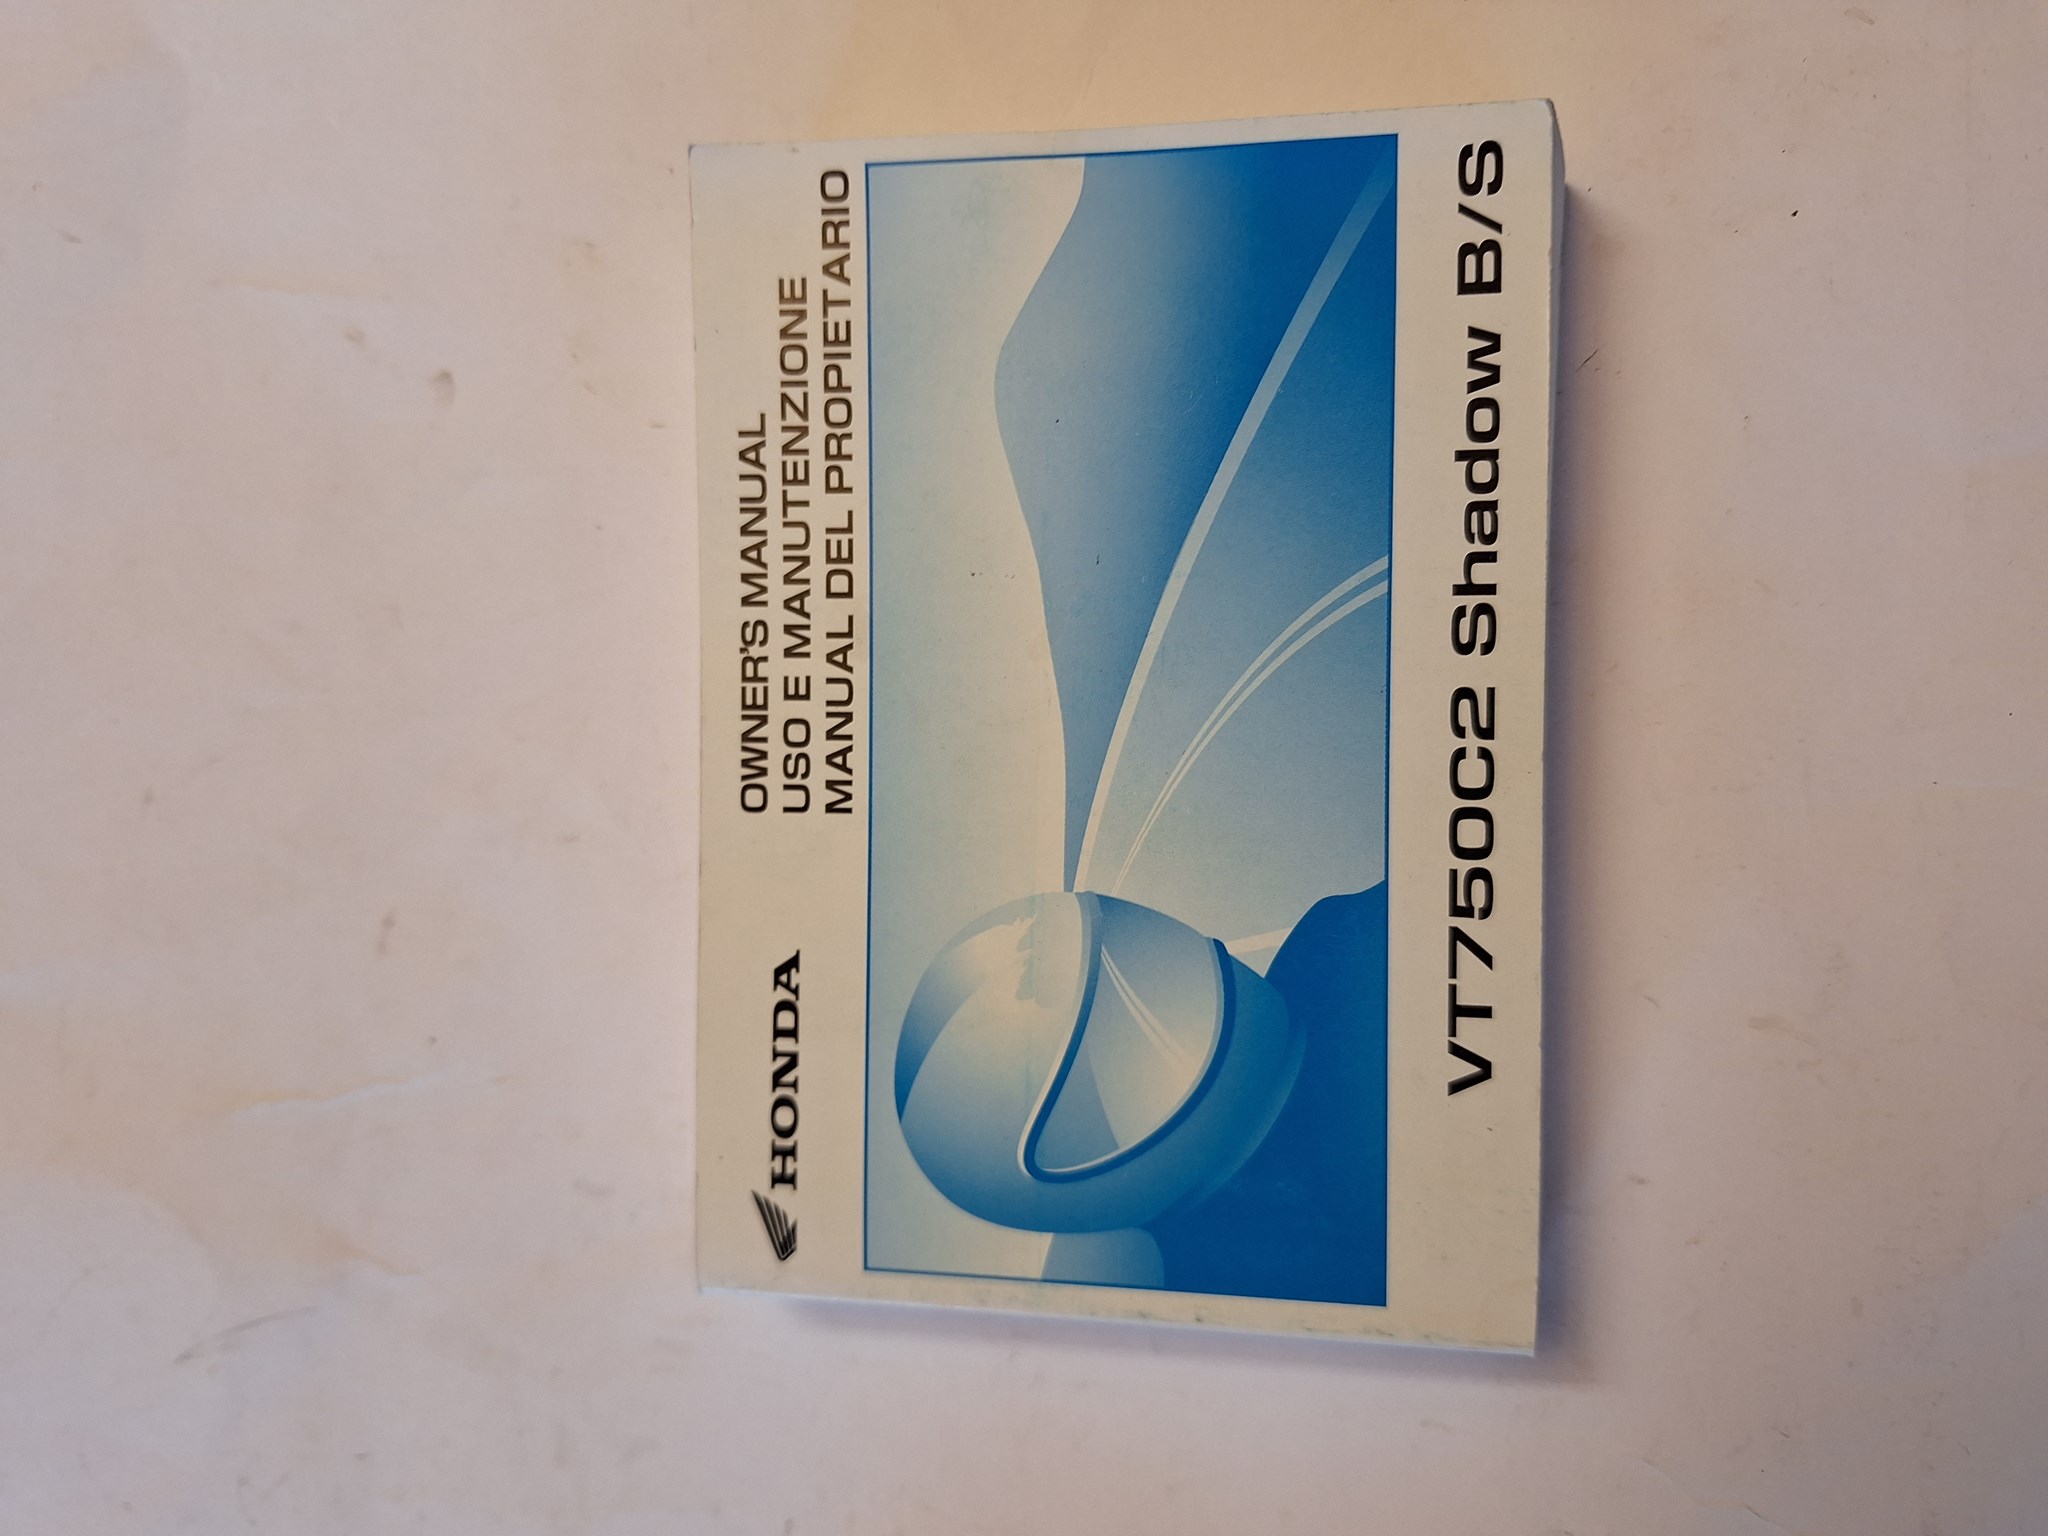 HONDA
OWNER'S MANUAL
USO E MANUTENZIONE
MANUAL DEL PROPIETARIO
VT750C2 Shadow B/S